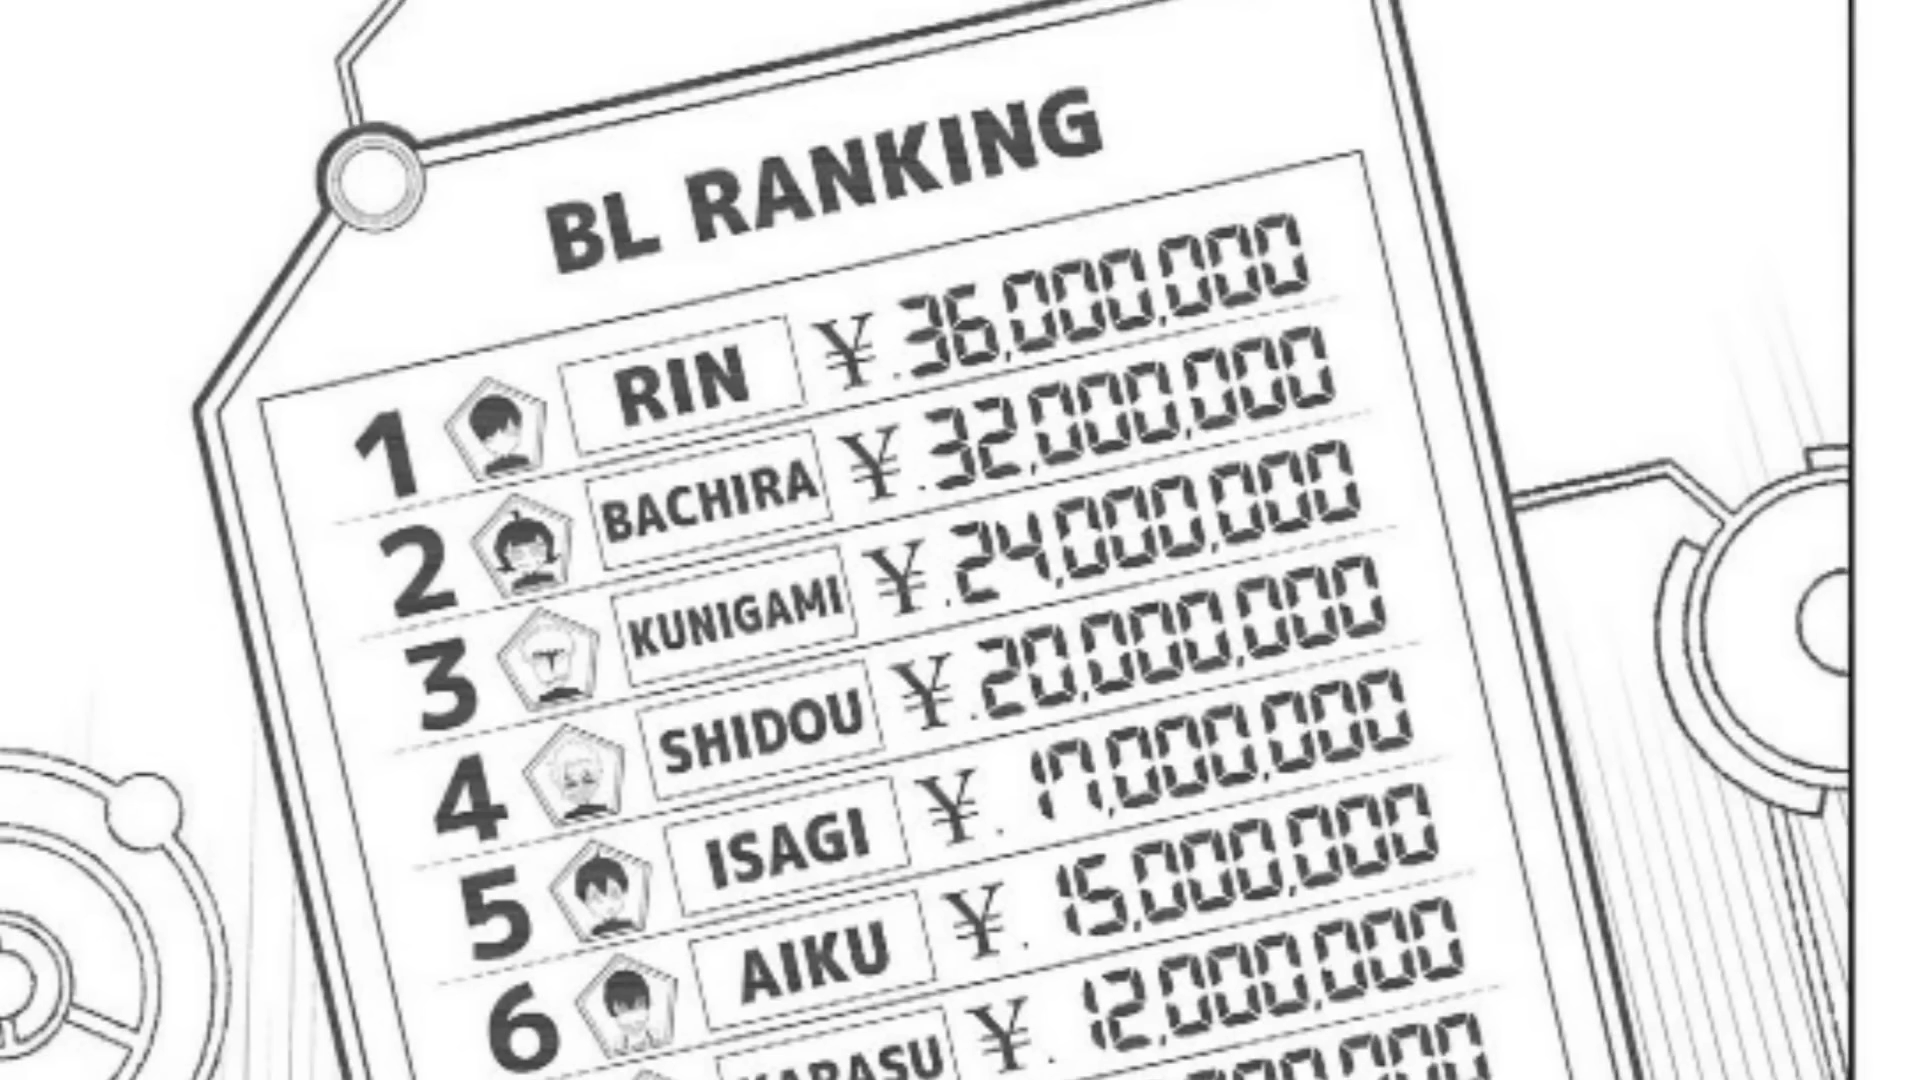 BL RANKING
1 RIN ¥.36,000,000
2 BACHIRA ¥.32,000,000
3 KUNIGAMI ¥.24,000,000
4 SHIDOU ¥.20,000,000
5 ISAGI ¥.17,000,000
6 AIKU ¥.15,000,000
KARASU ¥.12,000,000